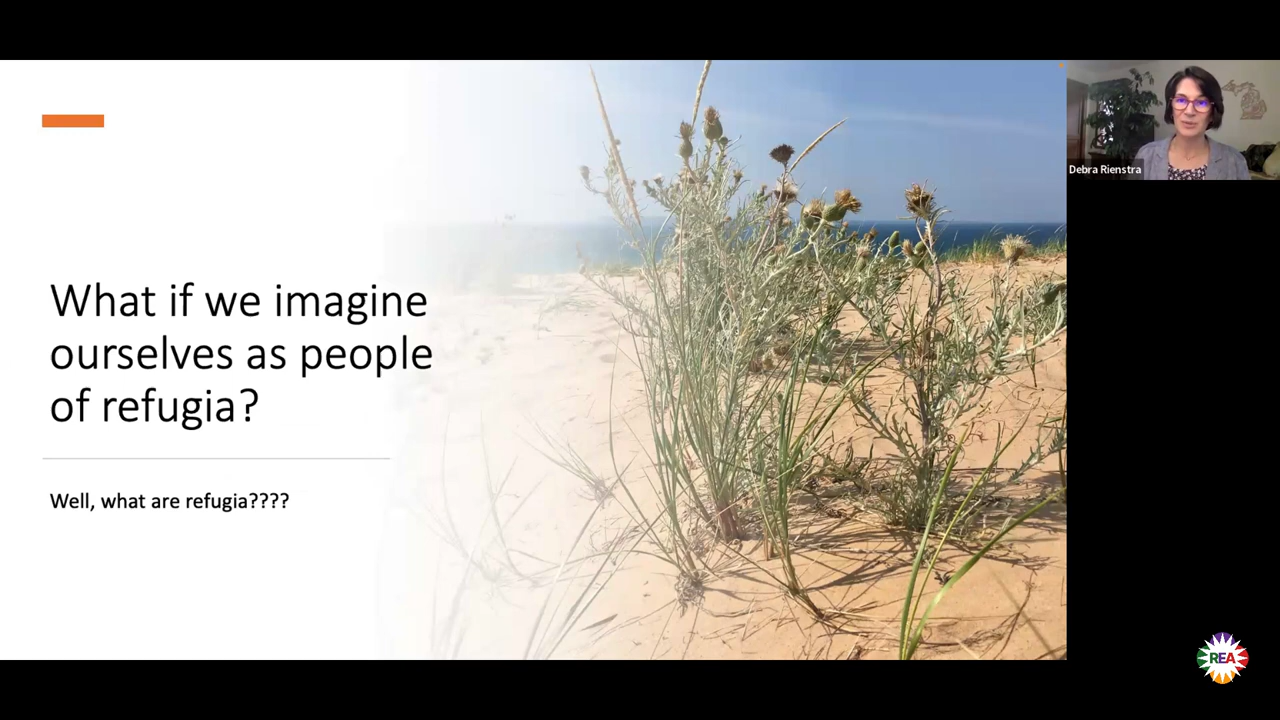 What if we imagine
ourselves as people
of refugia?
Well, what are refugia????
Debra Rienstra
REA